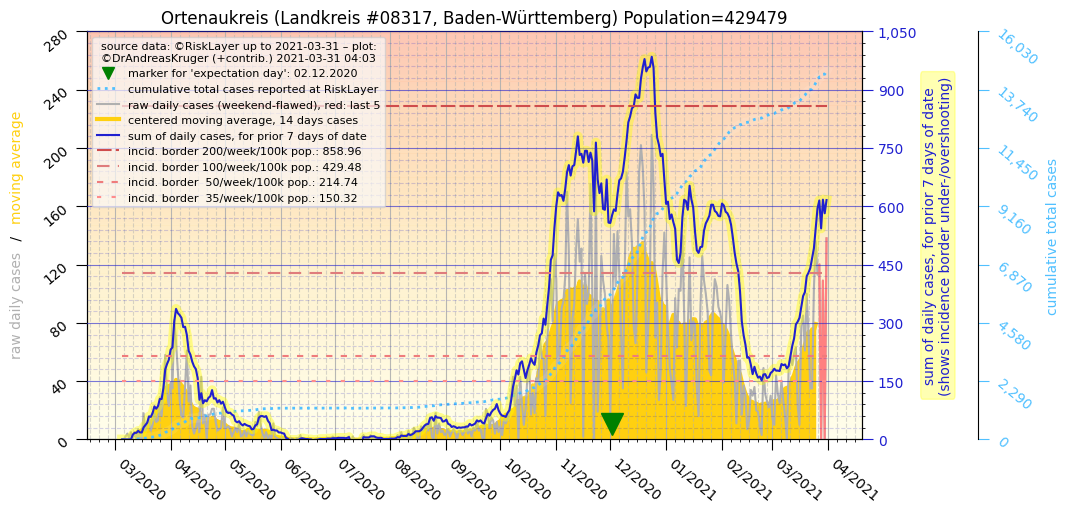 Ortenaukreis (Landkreis #08317, Baden-Württemberg) Population=429479
source data: ©RiskLayer up to 2021-03-31 – plot:
©DrAndreasKruger (+contrib.) 2021-03-31 04:03
marker for 'expectation day': 02.12.2020
cumulative total cases reported at RiskLayer
raw daily cases (weekend-flawed), red: last 5
centered moving average, 14 days cases
sum of daily cases, for prior 7 days of date
incid. border 200/week/100k pop.: 858.96
incid. border 100/week/100k pop.: 429.48
incid. border  50/week/100k pop.: 214.74
incid. border  35/week/100k pop.: 150.32
raw daily cases / moving average
280
240
200
160
120
80
40
0
03/2020
04/2020
05/2020
06/2020
07/2020
08/2020
09/2020
10/2020
11/2020
12/2020
01/2021
02/2021
03/2021
04/2021
1,050
900
750
600
450
300
150
0
sum of daily cases, for prior 7 days of date
(shows incidence border under-/overshooting)
16,030
13,740
11,450
9,160
6,870
4,580
2,290
0
cumulative total cases